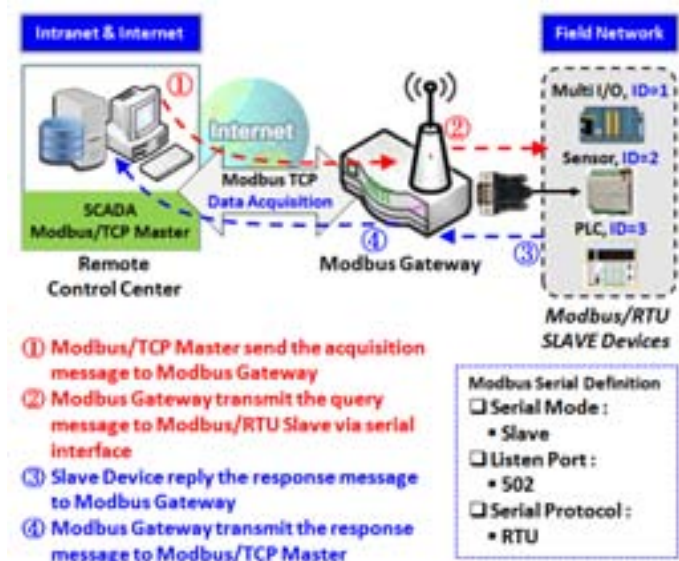 Intranet & Internet
Field Network
①
Internet
②
Multi I/O, ID=1
Sensor, ID=2
PLC, ID=3
Modbus TCP
Data Acquisition
SCADA
Modbus/TCP Master
④
③
Remote
Control Center
Modbus Gateway
Modbus/RTU
SLAVE Devices
① Modbus/TCP Master send the acquisition
message to Modbus Gateway
② Modbus Gateway transmit the query
message to Modbus/RTU Slave via serial
interface
③ Slave Device reply the response message
to Modbus Gateway
④ Modbus Gateway transmit the response
message to Modbus/TCP Master
Modbus Serial Definition
❑ Serial Mode :
▪ Slave
❑ Listen Port :
▪ 502
❑ Serial Protocol :
▪ RTU